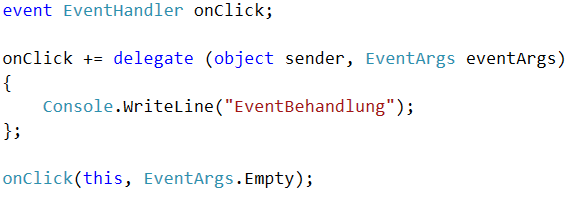 event EventHandler onClick;
onClick += delegate (object sender, EventArgs eventArgs)
{
    Console.WriteLine("EventBehandlung");
};
onClick(this, EventArgs.Empty);